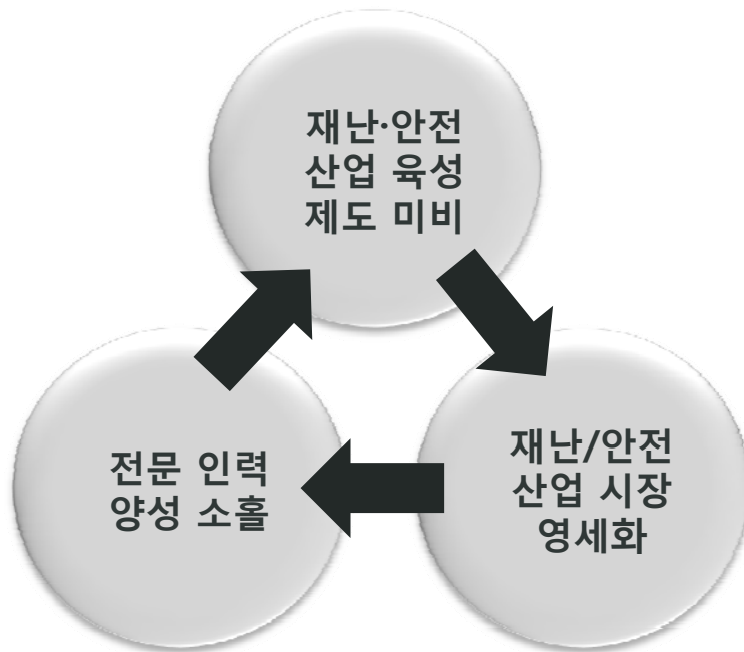 재난·안전
산업 육성
제도 미비
전문 인력
양성 소홀
재난/안전
산업 시장
영세화